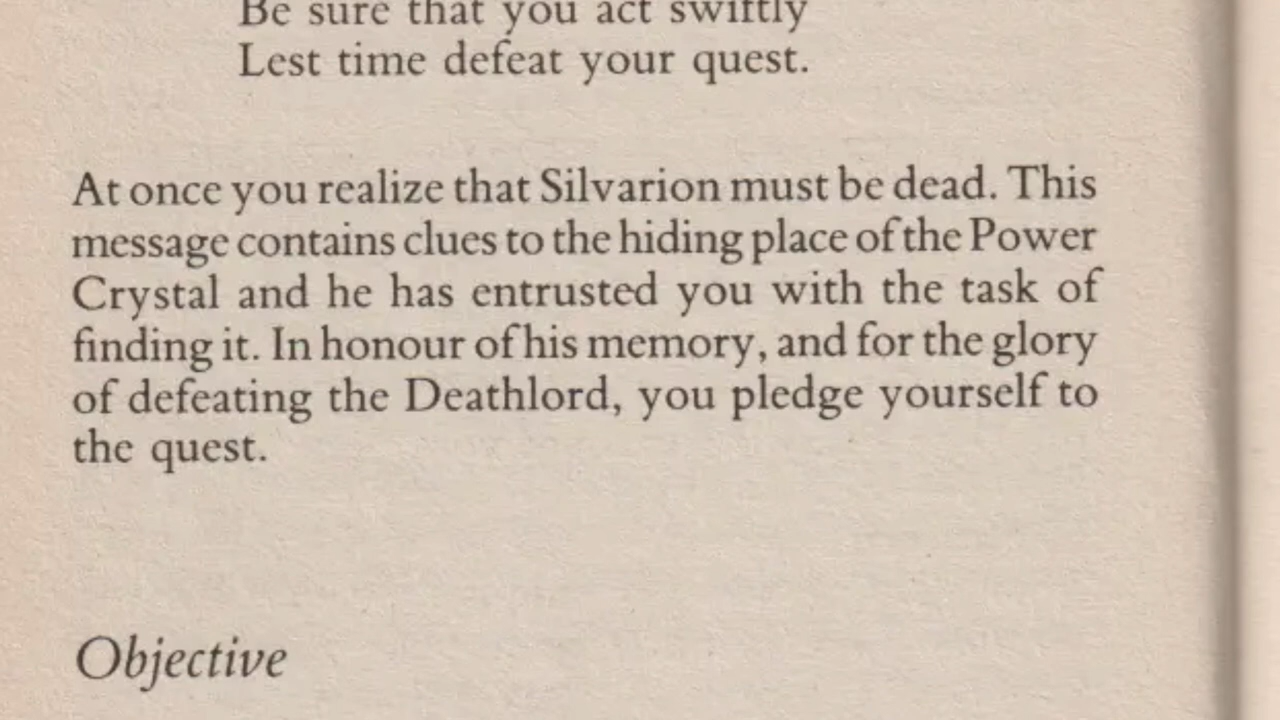 Be sure that you act swiftly
Lest time defeat your quest.
At once you realize that Silvarion must be dead. This
message contains clues to the hiding place of the Power
Crystal and he has entrusted you with the task of
finding it. In honour of his memory, and for the glory
of defeating the Deathlord, you pledge yourself to
the quest.
Objective